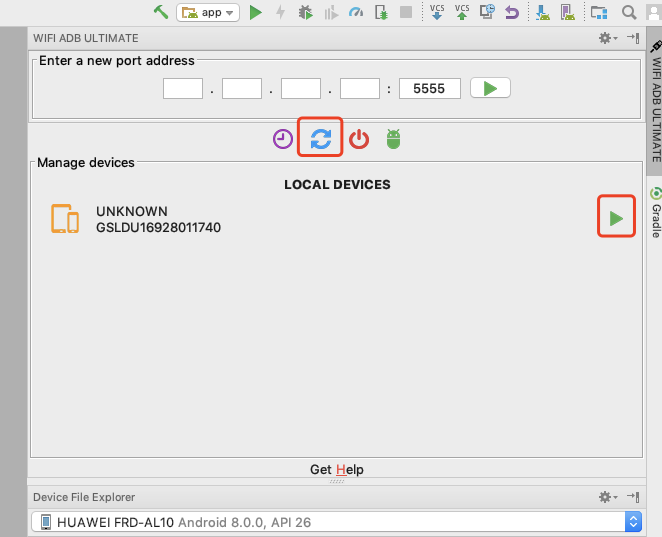 app
VCS VCS
WIFI ADB ULTIMATE
Enter a new port address
. . . : 5555
Manage devices
LOCAL DEVICES
UNKNOWN
GSLDU16928011740
Get Help
Device File Explorer
HUAWEI FRD-AL10 Android 8.0.0, API 26
WIFI ADB ULTIMATE
Gradle